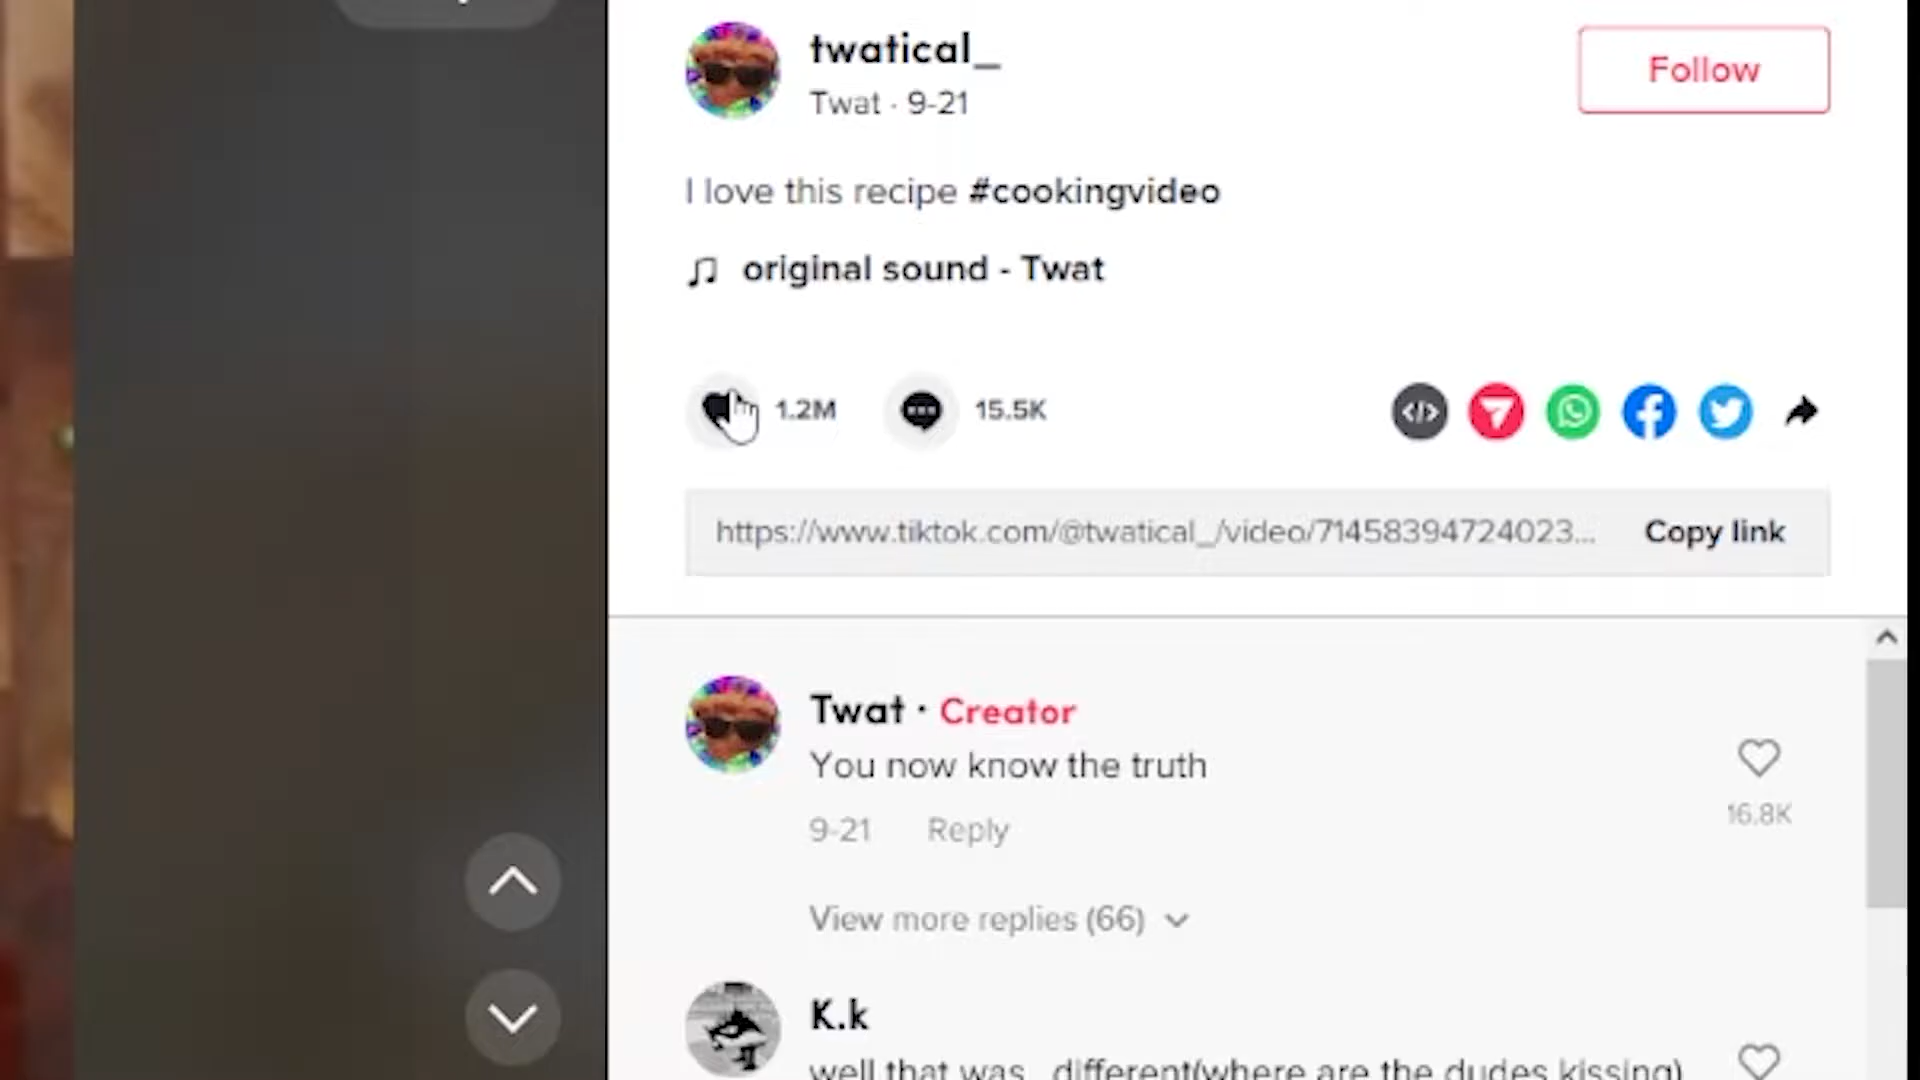 twatical_
Twat · 9-21
Follow
I love this recipe #cookingvideo
original sound - Twat
1.2M
15.5K
https://www.tiktok.com/@twatical_/video/71458394724023...
Copy link
Twat · Creator
You now know the truth
16.8K
9-21 Reply
View more replies (66)
K.k
well that was.. different(where are the dudes kissing)